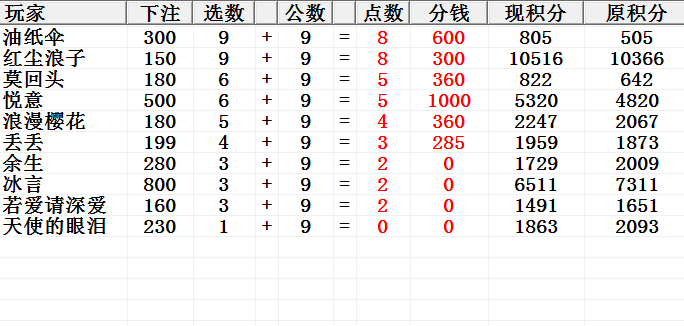 玩家 下注 选数 公数 点数 分钱 现积分 原积分
油纸伞 300 9 + 9 = 8 600 805 505
红尘浪子 150 9 + 9 = 8 300 10516 10366
莫回头 180 6 + 9 = 5 360 822 642
悦意 500 6 + 9 = 5 1000 5320 4820
浪漫樱花 180 5 + 9 = 4 360 2247 2067
丢丢 199 4 + 9 = 3 285 1959 1873
余生 280 3 + 9 = 2 0 1729 2009
冰言 800 3 + 9 = 2 0 6511 7311
若爱请深爱 160 3 + 9 = 2 0 1491 1651
天使的眼泪 230 1 + 9 = 0 0 1863 2093